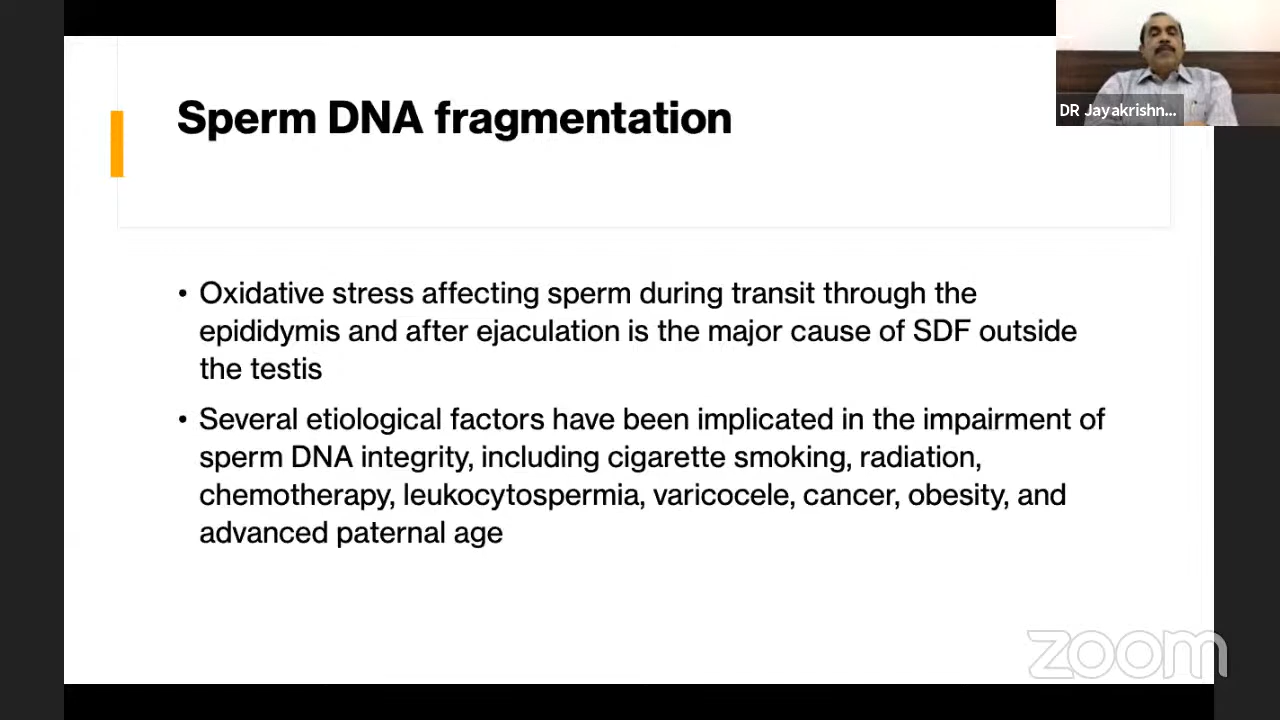 DR Jayakrishn...
Sperm DNA fragmentation
• Oxidative stress affecting sperm during transit through the
epididymis and after ejaculation is the major cause of SDF outside
the testis
• Several etiological factors have been implicated in the impairment of
sperm DNA integrity, including cigarette smoking, radiation,
chemotherapy, leukocytospermia, varicocele, cancer, obesity, and
advanced paternal age
zoom